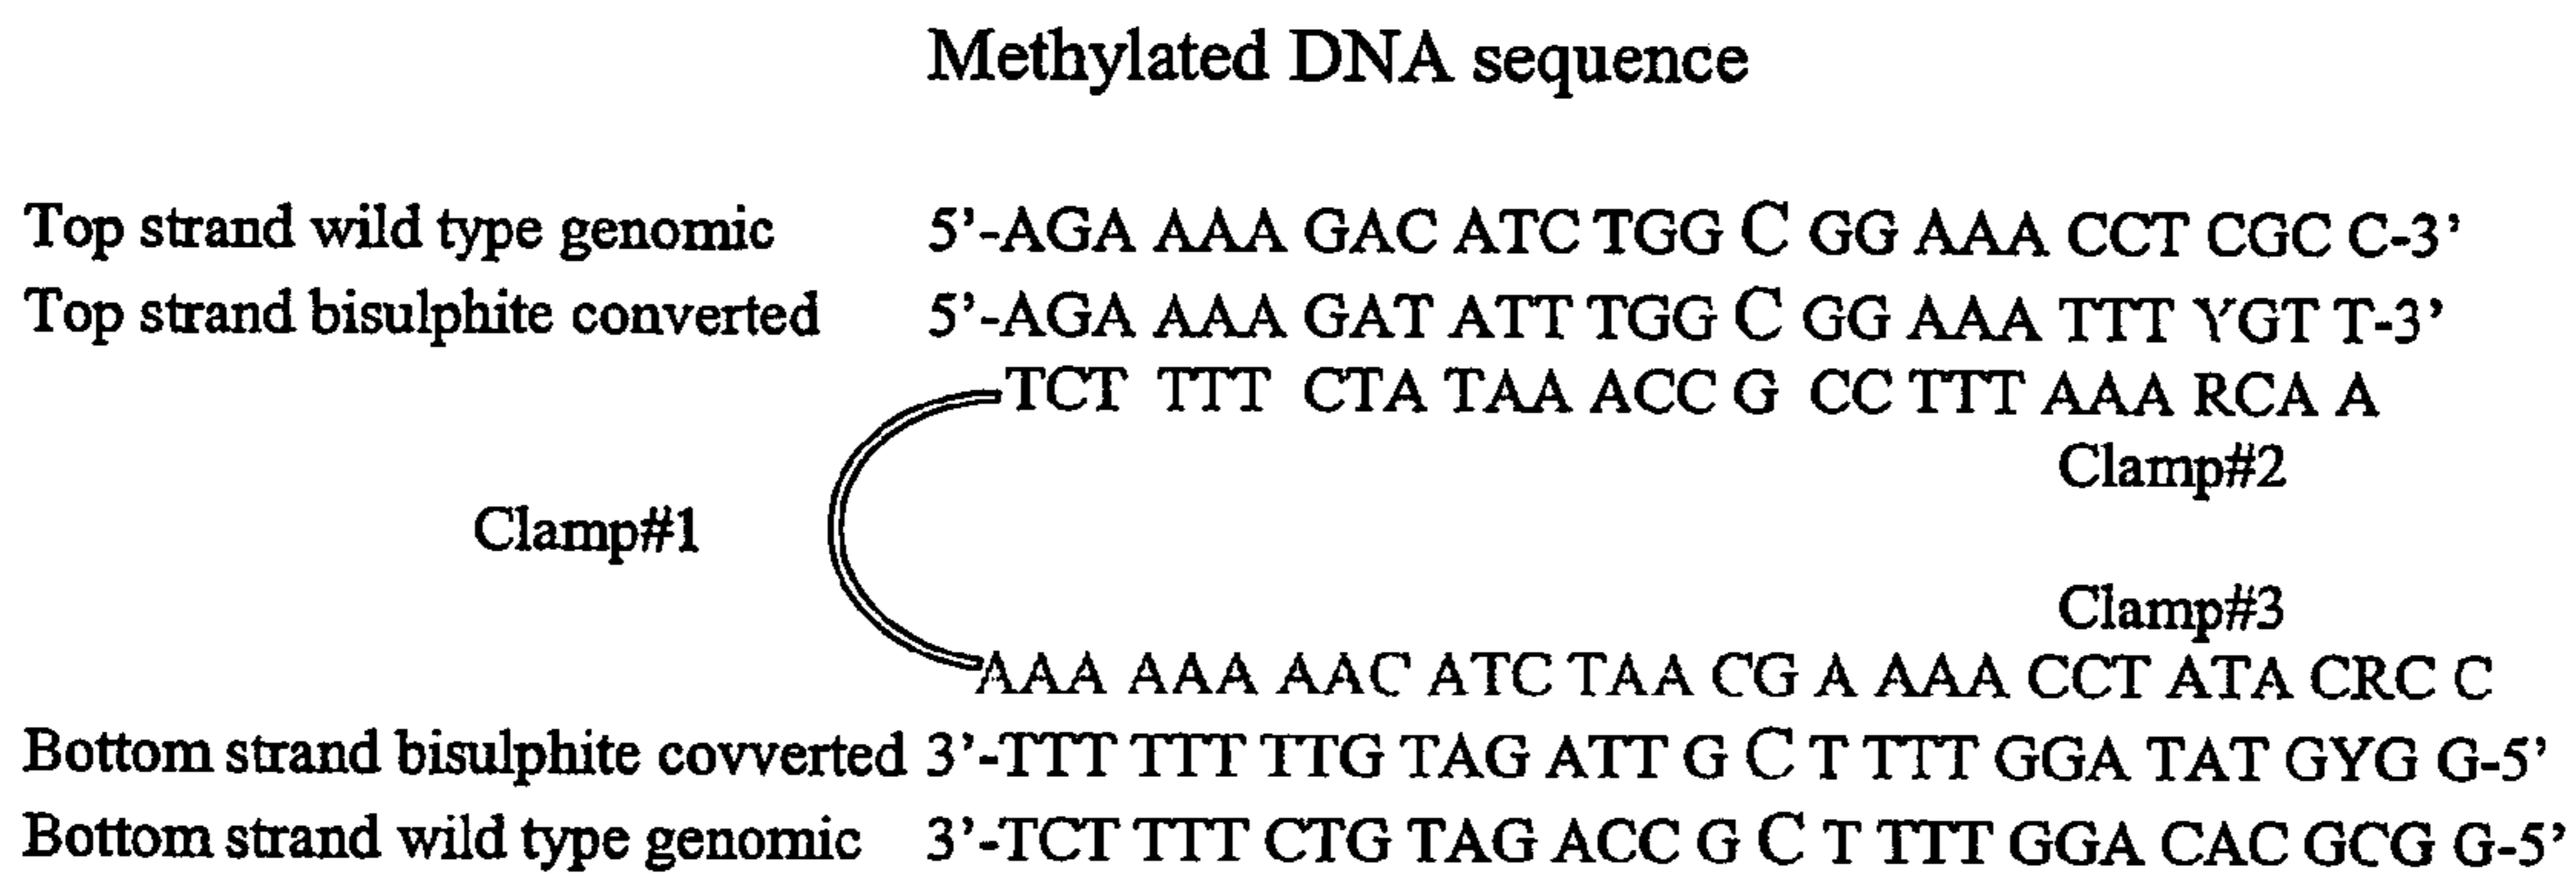 Methylated DNA sequence
Top strand wild type genomic 5’-AGA AAA GAC ATC TGG C GG AAA CCT CGC C-3’
Top strand bisulphite converted 5’-AGA AAA GAT ATT TGG C GG AAA TTT YGT T-3’
TCT TTT CTA TAA ACC G CC TTT AAA RCA A
Clamp#2
Clamp#1
Clamp#3
AAA AAA AAC ATC TAA CG A AAA CCT ATA CRC C
Bottom strand bisulphite covverted 3’-TTT TTT TTG TAG ATT G C T TTT GGA TAT GYG G-5’
Bottom strand wild type genomic 3’-TCT TTT CTG TAG ACC G C T TTT GGA CAC GCG G-5’